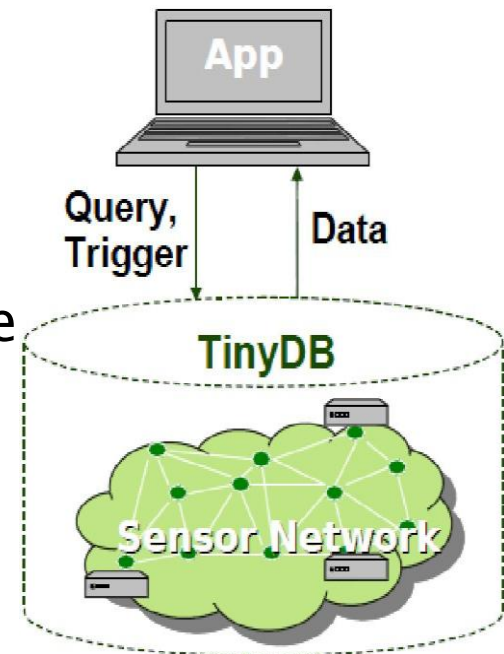 App
Query,
Trigger
Data
e
TinyDB
Sensor Network